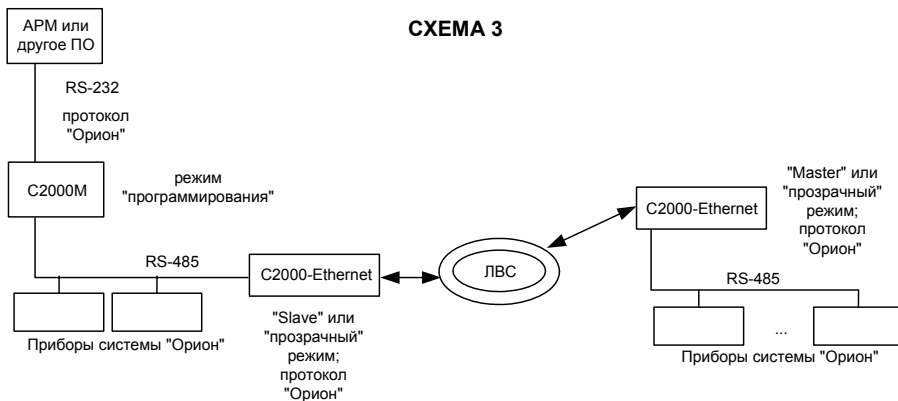 СХЕМА 3
АРМ или
другое ПО
RS-232
протокол
"Орион"
С2000М
режим
"программирования"
RS-485
C2000-Ethernet
"Slave" или
"прозрачный"
режим;
протокол
"Орион"
Приборы системы "Орион"
ЛВС
C2000-Ethernet
"Master" или
"прозрачный"
режим;
протокол
"Орион"
RS-485
...
Приборы системы "Орион"